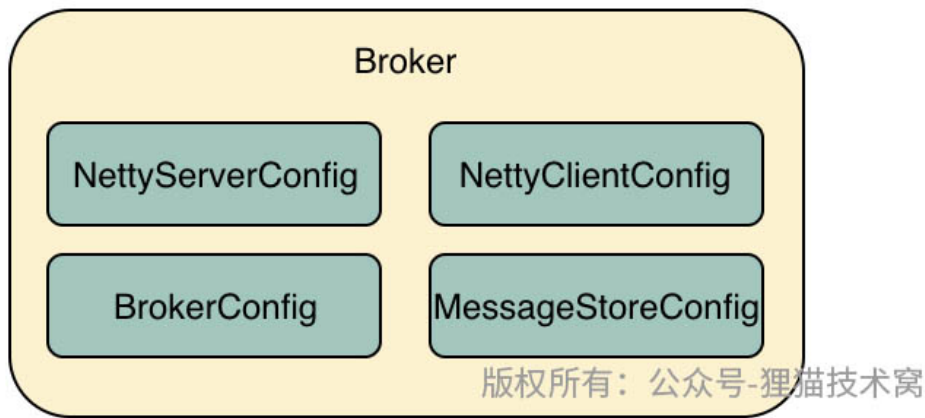 Broker
NettyServerConfig
NettyClientConfig
BrokerConfig
MessageStoreConfig
版权所有：公众号-狸猫技术窝